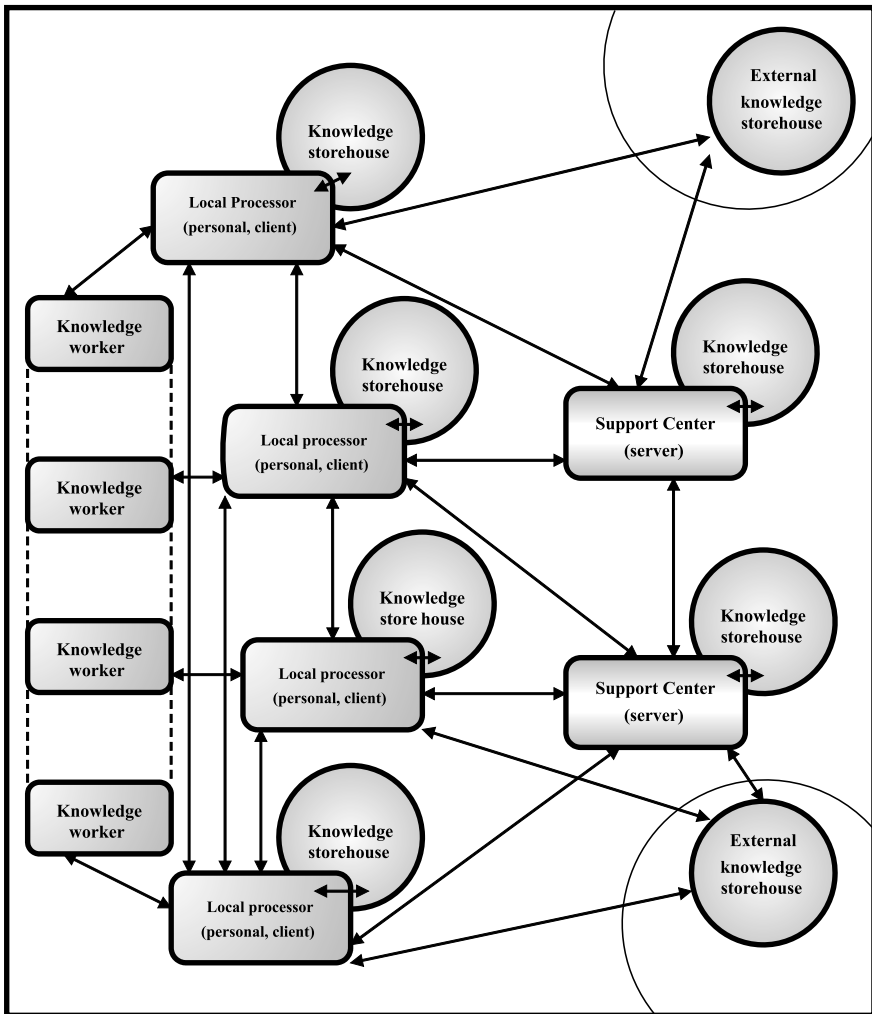 External
knowledge
storehouse
Knowledge
storehouse
Local Processor
(personal, client)
Knowledge
worker
Knowledge
storehouse
Knowledge
storehouse
Local processor
(personal, client)
Support Center
(server)
Knowledge
worker
Knowledge
store house
Knowledge
storehouse
Knowledge
worker
Local processor
(personal, client)
Support Center
(server)
Knowledge
worker
Knowledge
storehouse
External
knowledge
storehouse
Local processor
(personal, client)